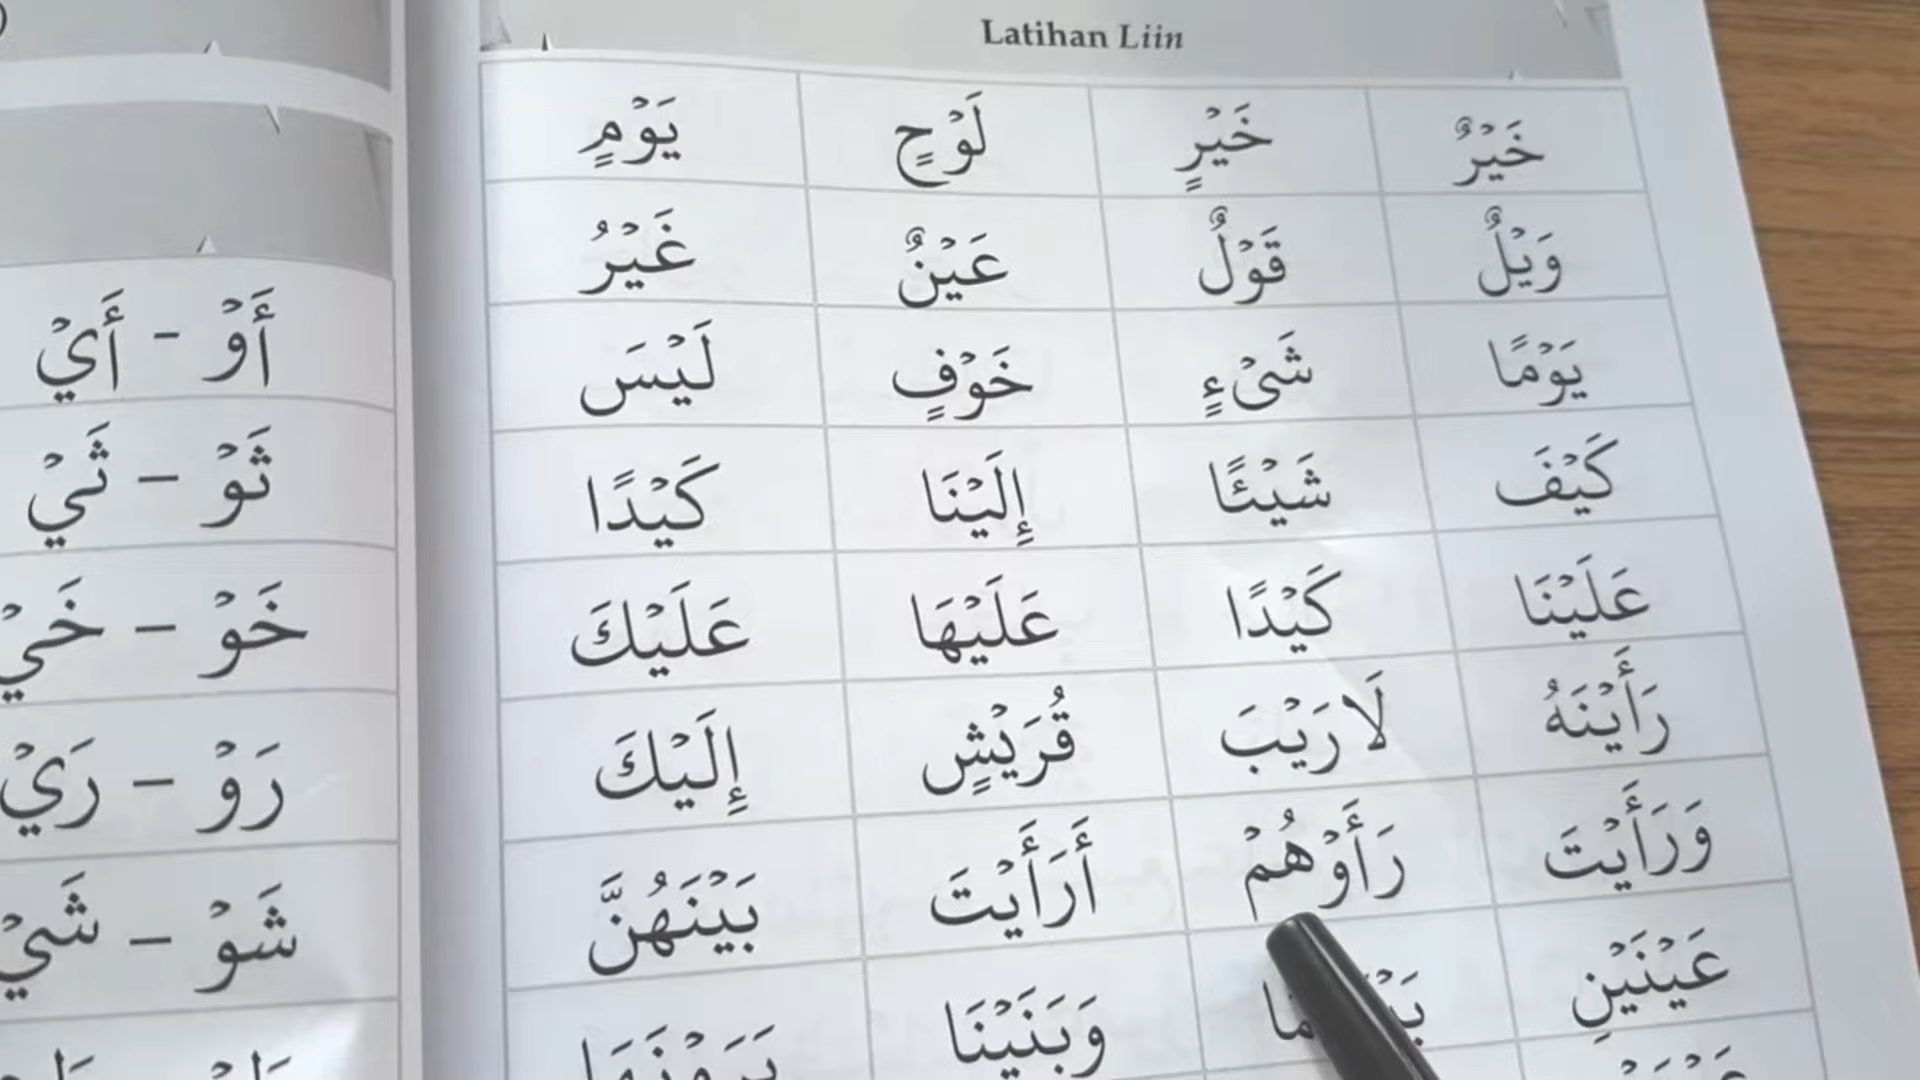 Latihan Liin
خَيْرٌ خَيْرٍ لَوْحٍ يَوْمٍ
وَيْلٌ قَوْلٌ عَيْنٌ غَيْرُ
يَوْمًا شَىْءٍ خَوْفٍ لَيْسَ
كَيْفَ شَيْئًا إِلَيْنَا كَيْدًا
عَلَيْنَا كَيْدًا عَلَيْهَا عَلَيْكَ
رَأَيْنَهُ لَا رَيْبَ قُرَيْشٍ إِلَيْكَ
وَرَأَيْتَ رَأَوْهُمْ أَرَأَيْتَ بَيْنَهُنَّ
عَيْنَيْنِ وَبَنَيْنَا
أَوْ - أَيْ
ثَوْ - ثَيْ
خَوْ - خَيْ
رَوْ - رَيْ
شَوْ - شَيْ